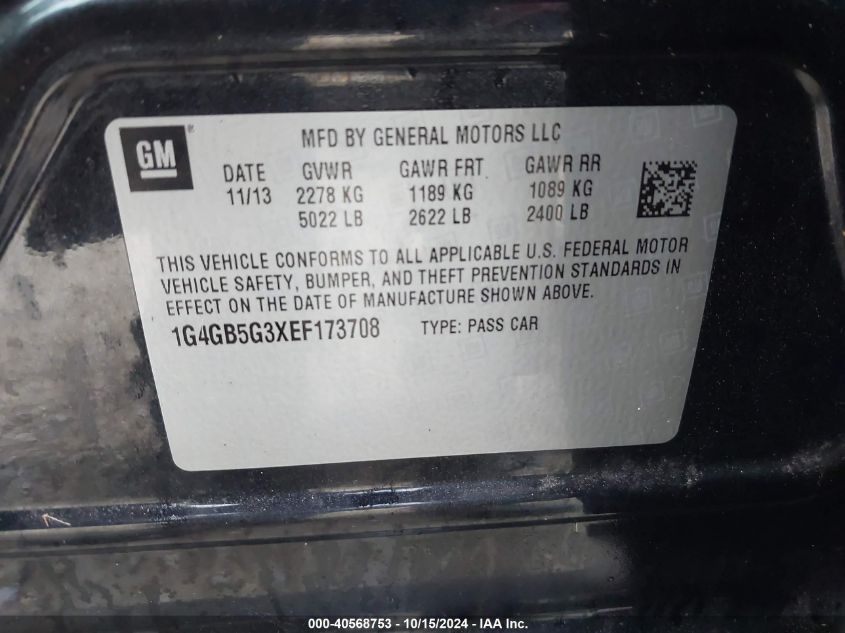 GM
MFD BY GENERAL MOTORS LLC
DATE GVWR GAWR FRT GAWR RR
11/13 2278 KG 1189 KG 1089 KG
5022 LB 2622 LB 2400 LB
THIS VEHICLE CONFORMS TO ALL APPLICABLE U.S. FEDERAL MOTOR
VEHICLE SAFETY, BUMPER, AND THEFT PREVENTION STANDARDS IN
EFFECT ON THE DATE OF MANUFACTURE SHOWN ABOVE.
1G4GB5G3XEF173708 TYPE: PASS CAR
000-40568753 - 10/15/2024 - IAA Inc.